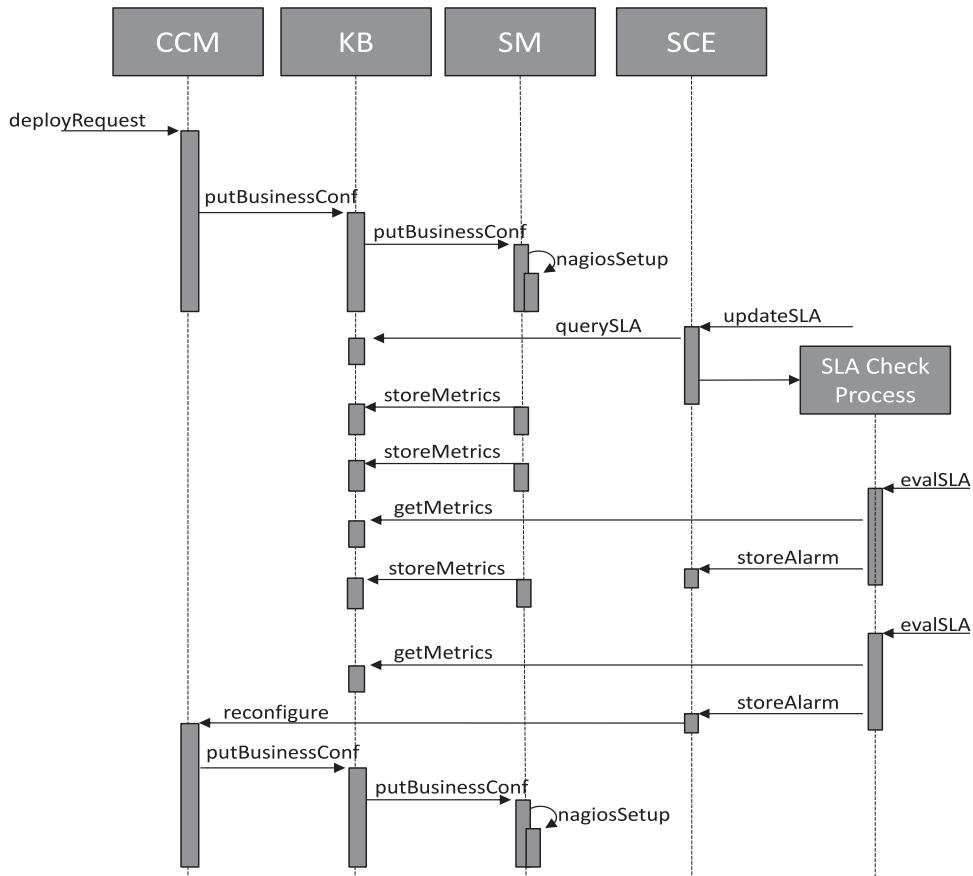 CCM
KB
SM
SCE
deployRequest
putBusinessConf
putBusinessConf
nagiosSetup
updateSLA
querySLA
SLA Check
Process
storeMetrics
storeMetrics
evalSLA
getMetrics
storeAlarm
storeMetrics
evalSLA
getMetrics
storeAlarm
reconfigure
putBusinessConf
putBusinessConf
nagiosSetup